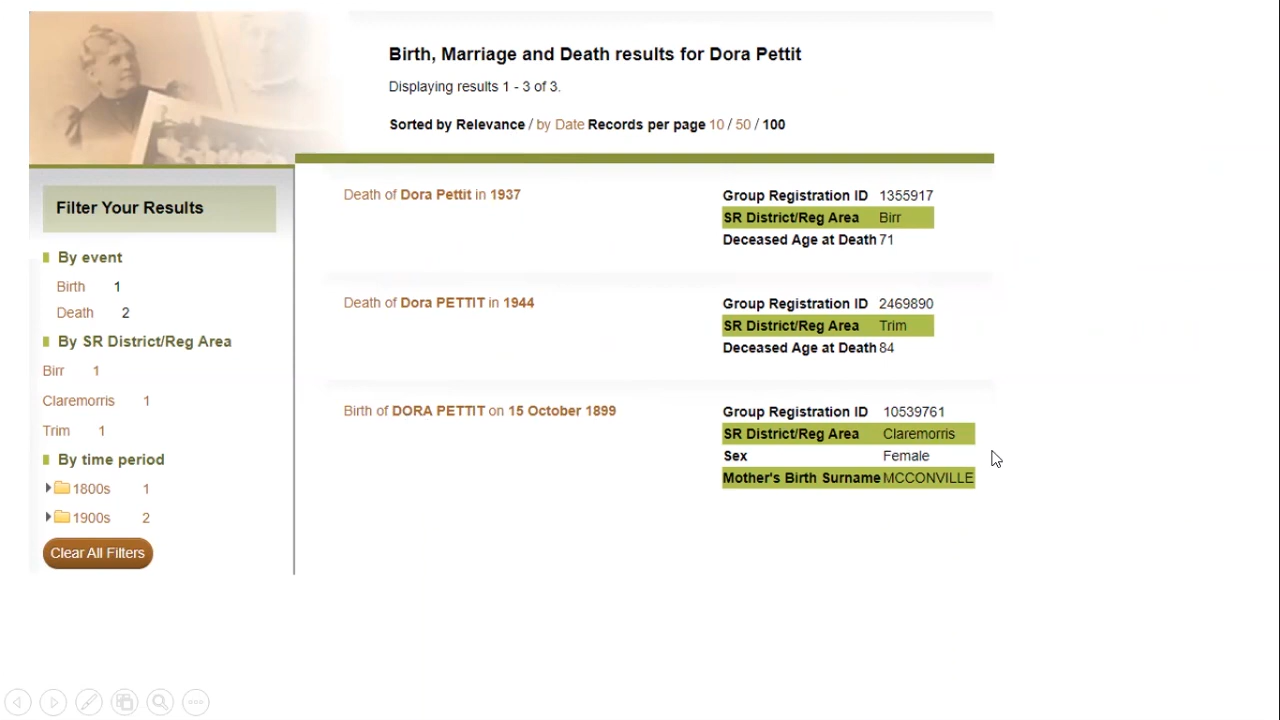 Birth, Marriage and Death results for Dora Pettit
Displaying results 1 - 3 of 3.
Sorted by Relevance / by Date Records per page 10 / 50 / 100
Filter Your Results
By event
Birth 1
Death 2
By SR District/Reg Area
Birr 1
Claremorris 1
Trim 1
By time period
1800s 1
1900s 2
Clear All Filters
Death of Dora Pettit in 1937
Group Registration ID 1355917
SR District/Reg Area Birr
Deceased Age at Death 71
Death of Dora PETTIT in 1944
Group Registration ID 2469890
SR District/Reg Area Trim
Deceased Age at Death 84
Birth of DORA PETTIT on 15 October 1899
Group Registration ID 10539761
SR District/Reg Area Claremorris
Sex Female
Mother's Birth Surname MCCONVILLE